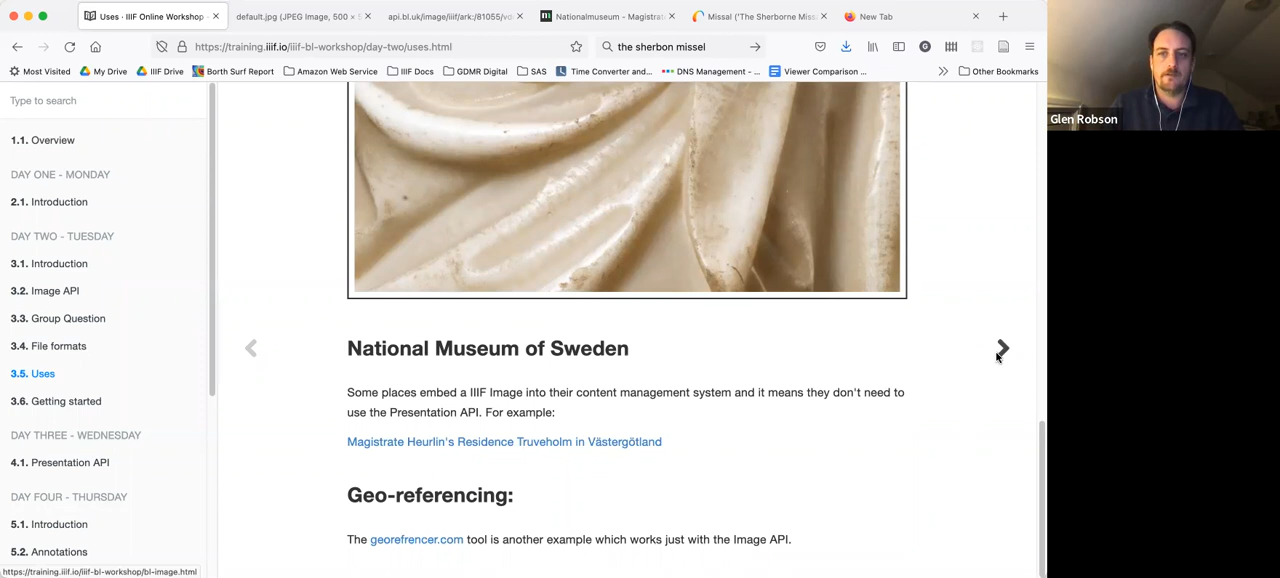 Uses · IIIF Online Workshop ·
default.jpg (JPEG Image, 500 ×
api.bl.uk/image/iiif/ark:/81055/
Nationalmuseum - Magistra
Missal ('The Sherborne Miss
New Tab
https://training.iiif.io/iiif-bl-workshop/day-two/uses.html
the sherbon missel
Most Visited
My Drive
IIIF Drive
Borth Surf Report
Amazon Web Service
IIIF Docs
GDMR Digital
SAS
Time Converter and...
DNS Management - ...
Viewer Comparison ...
Other Bookmarks
Type to search
1.1. Overview
DAY ONE - MONDAY
2.1. Introduction
DAY TWO - TUESDAY
3.1. Introduction
3.2. Image API
3.3. Group Question
3.4. File formats
3.5. Uses
3.6. Getting started
DAY THREE - WEDNESDAY
4.1. Presentation API
DAY FOUR - THURSDAY
5.1. Introduction
5.2. Annotations
https://training.iiif.io/iiif-bl-workshop/bl-image.html
National Museum of Sweden
Some places embed a IIIF Image into their content management system and it means they don't need to
use the Presentation API. For example:
Magistrate Heurlin's Residence Truveholm in Västergötland
Geo-referencing:
The georefrencer.com tool is another example which works just with the Image API.
Glen Robson